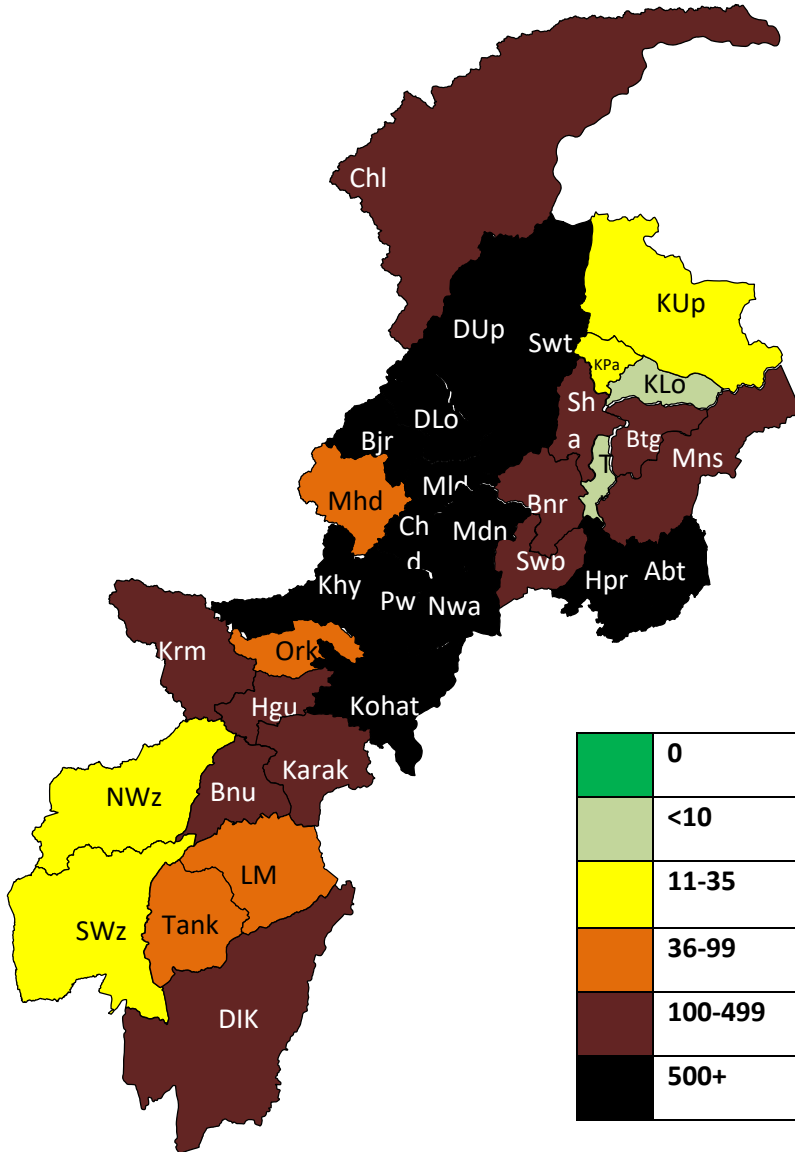 Chl
KUp
DUp
Swt
KPa
KLo
DLo
Sh
a
Bjr
Btg
T
Mns
Mld
Mhd
Bnr
Ch
d
Mdn
Swb
Khy
Pw
Nwa
Hpr
Abt
Krm
Ork
Hgu
Kohat
Karak
NWz
Bnu
LM
SWz
Tank
DIK
0
<10
11-35
36-99
100-499
500+